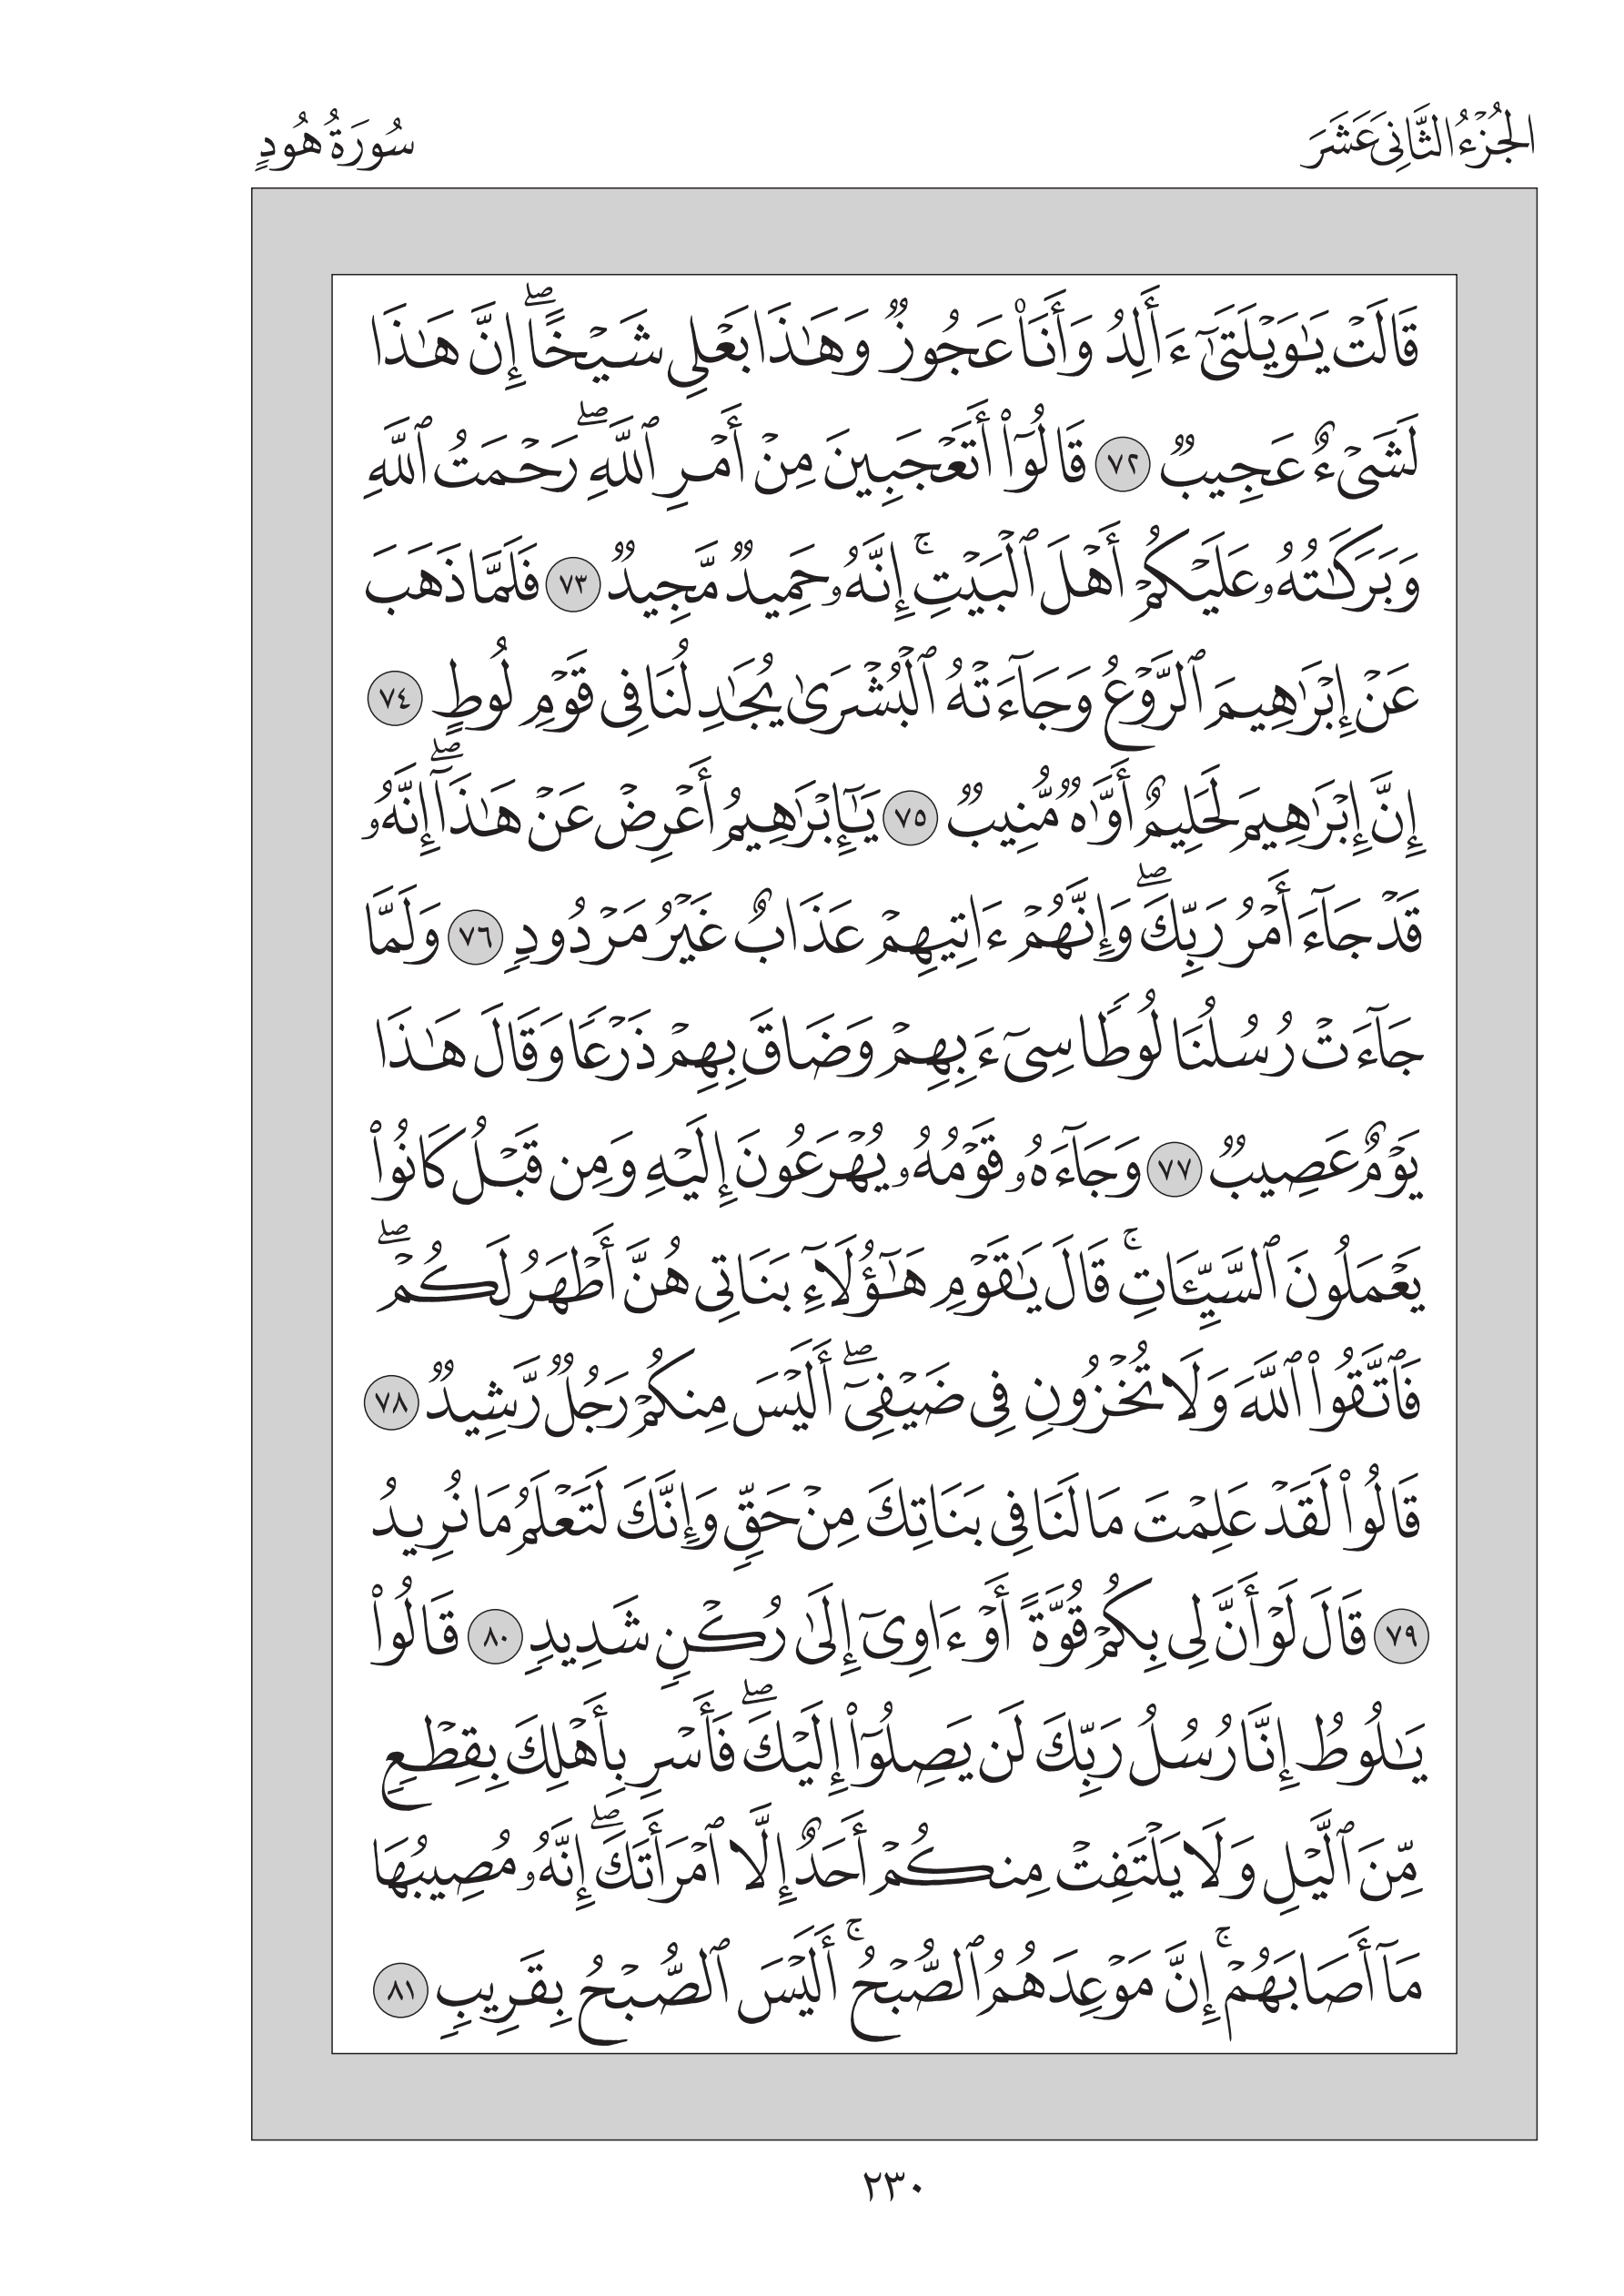 الجُزْءُ الثَّانِي عَشَرَ
سُورَةُ هُودٍ
قَالَتْ يَٰوَيْلَتَىٰٓ ءَأَلِدُ وَأَنَا۠ عَجُوزٌ وَهَٰذَا بَعْلِي شَيْخًاۖ إِنَّ هَٰذَا
لَشَىْءٌ عَجِيبٌ ٧٢ قَالُوٓا۟ أَتَعْجَبِينَ مِنْ أَمْرِ ٱللَّهِۖ رَحْمَتُ ٱللَّهِ
وَبَرَكَٰتُهُۥ عَلَيْكُمْ أَهْلَ ٱلْبَيْتِۚ إِنَّهُۥ حَمِيدٌ مَّجِيدٌ ٧٣ فَلَمَّا ذَهَبَ
عَنْ إِبْرَٰهِيمَ ٱلرَّوْعُ وَجَآءَتْهُ ٱلْبُشْرَىٰ يُجَٰدِلُنَا فِى قَوْمِ لُوطٍ ٧٤
إِنَّ إِبْرَٰهِيمَ لَحَلِيمٌ أَوَّٰهٌ مُّنِيبٌ ٧٥ يَٰٓإِبْرَٰهِيمُ أَعْرِضْ عَنْ هَٰذَآۖ إِنَّهُۥ
قَدْ جَآءَ أَمْرُ رَبِّكَۖ وَإِنَّهُمْ ءَاتِيهِمْ عَذَابٌ غَيْرُ مَرْدُودٍ ٧٦ وَلَمَّا
جَآءَتْ رُسُلُنَا لُوطًا سِىٓءَ بِهِمْ وَضَاقَ بِهِمْ ذَرْعًا وَقَالَ هَٰذَا
يَوْمٌ عَصِيبٌ ٧٧ وَجَآءَهُۥ قَوْمُهُۥ يُهْرَعُونَ إِلَيْهِ وَمِن قَبْلُ كَانُوا۟
يَعْمَلُونَ ٱلسَّيِّـَٔاتِۚ قَالَ يَٰقَوْمِ هَٰٓؤُلَآءِ بَنَاتِى هُنَّ أَطْهَرُ لَكُمْۖ
فَٱتَّقُوا۟ ٱللَّهَ وَلَا تُخْزُونِ فِى ضَيْفِىٓۖ أَلَيْسَ مِنكُمْ رَجُلٌ رَّشِيدٌ ٧٨
قَالُوا۟ لَقَدْ عَلِمْتَ مَا لَنَا فِى بَنَاتِكَ مِنْ حَقٍّ وَإِنَّكَ لَتَعْلَمُ مَا نُرِيدُ
٧٩ قَالَ لَوْ أَنَّ لِى بِكُمْ قُوَّةً أَوْ ءَاوِىٓ إِلَىٰ رُكْنٍ شَدِيدٍ ٨٠ قَالُوا۟
يَٰلُوطُ إِنَّا رُسُلُ رَبِّكَ لَن يَصِلُوٓا۟ إِلَيْكَۖ فَأَسْرِ بِأَهْلِكَ بِقِطْعٍ
مِّنَ ٱلَّيْلِ وَلَا يَلْتَفِتْ مِنكُمْ أَحَدٌ إِلَّا ٱمْرَأَتَكَۖ إِنَّهُۥ مُصِيبُهَا
مَآ أَصَابَهُمْۚ إِنَّ مَوْعِدَهُمُ ٱلصُّبْحُۚ أَلَيْسَ ٱلصُّبْحُ بِقَرِيبٍ ٨١
٢٣٠